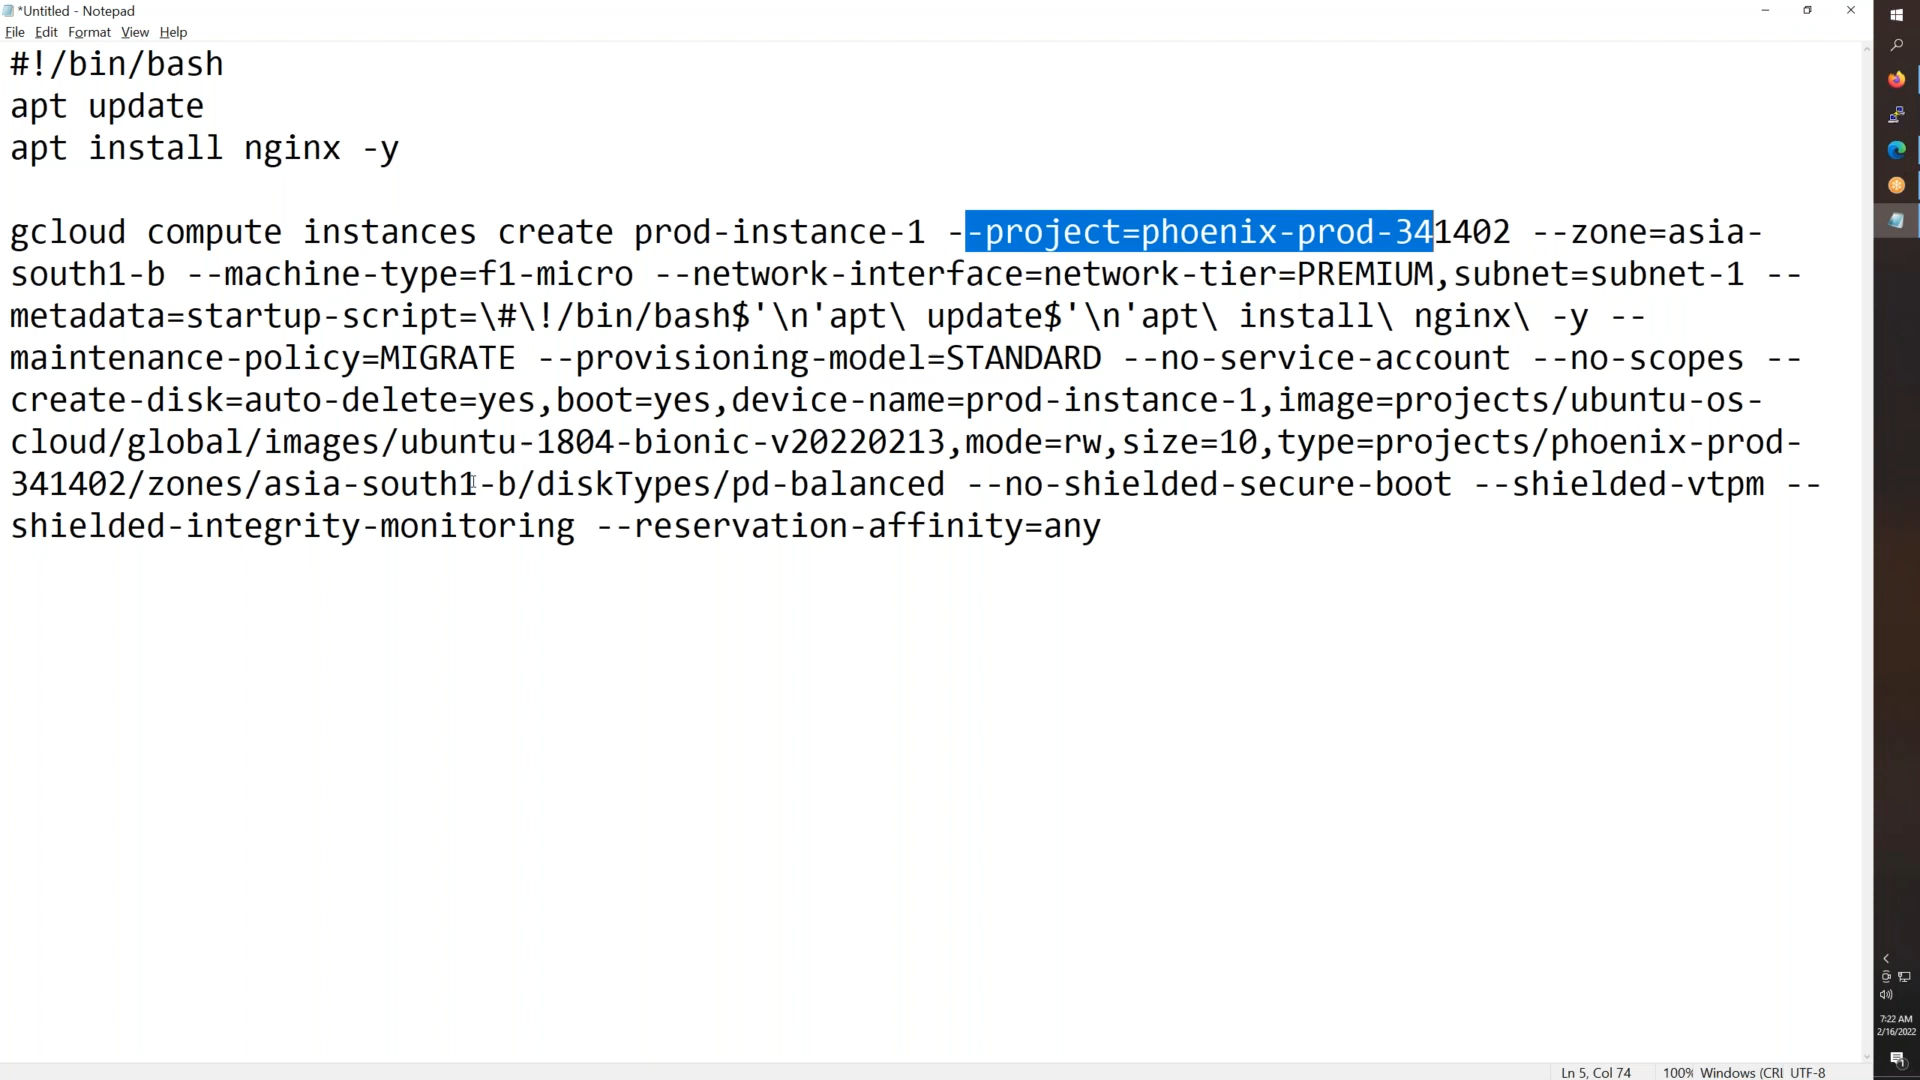 *Untitled - Notepad
File Edit Format View Help
#!/bin/bash
apt update
apt install nginx -y
gcloud compute instances create prod-instance-1 --project=phoenix-prod-341402 --zone=asia-
south1-b --machine-type=f1-micro --network-interface=network-tier=PREMIUM,subnet=subnet-1 --
metadata=startup-script=\#\!/bin/bash$'\n'apt\ update$'\n'apt\ install\ nginx\ -y --
maintenance-policy=MIGRATE --provisioning-model=STANDARD --no-service-account --no-scopes --
create-disk=auto-delete=yes,boot=yes,device-name=prod-instance-1,image=projects/ubuntu-os-
cloud/global/images/ubuntu-1804-bionic-v20220213,mode=rw,size=10,type=projects/phoenix-prod-
341402/zones/asia-south1-b/diskTypes/pd-balanced --no-shielded-secure-boot --shielded-vtpm --
shielded-integrity-monitoring --reservation-affinity=any
7:22 AM
2/16/2022
1
Ln 5, Col 74 100% Windows (CRL UTF-8